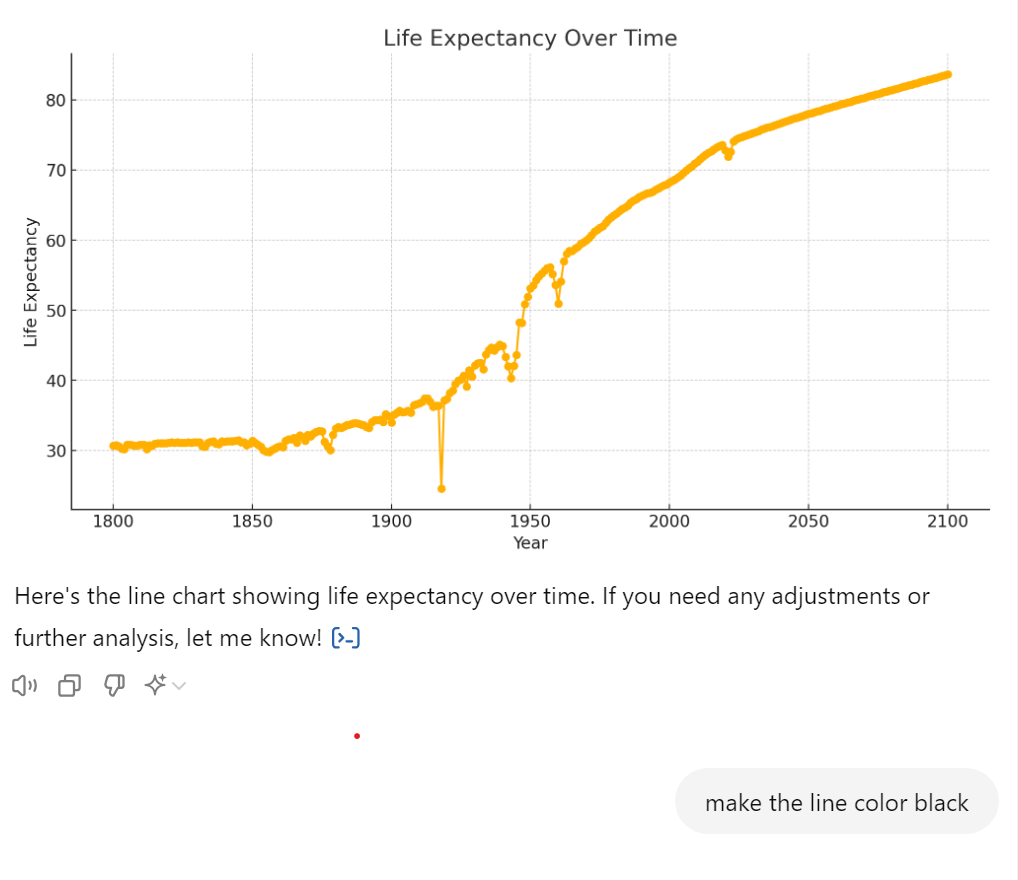 Life Expectancy Over Time
80
70
60
50
40
30
Life Expectancy
1800 1850 1900 1950 2000 2050 2100
Year
Here's the line chart showing life expectancy over time. If you need any adjustments or
further analysis, let me know!
make the line color black